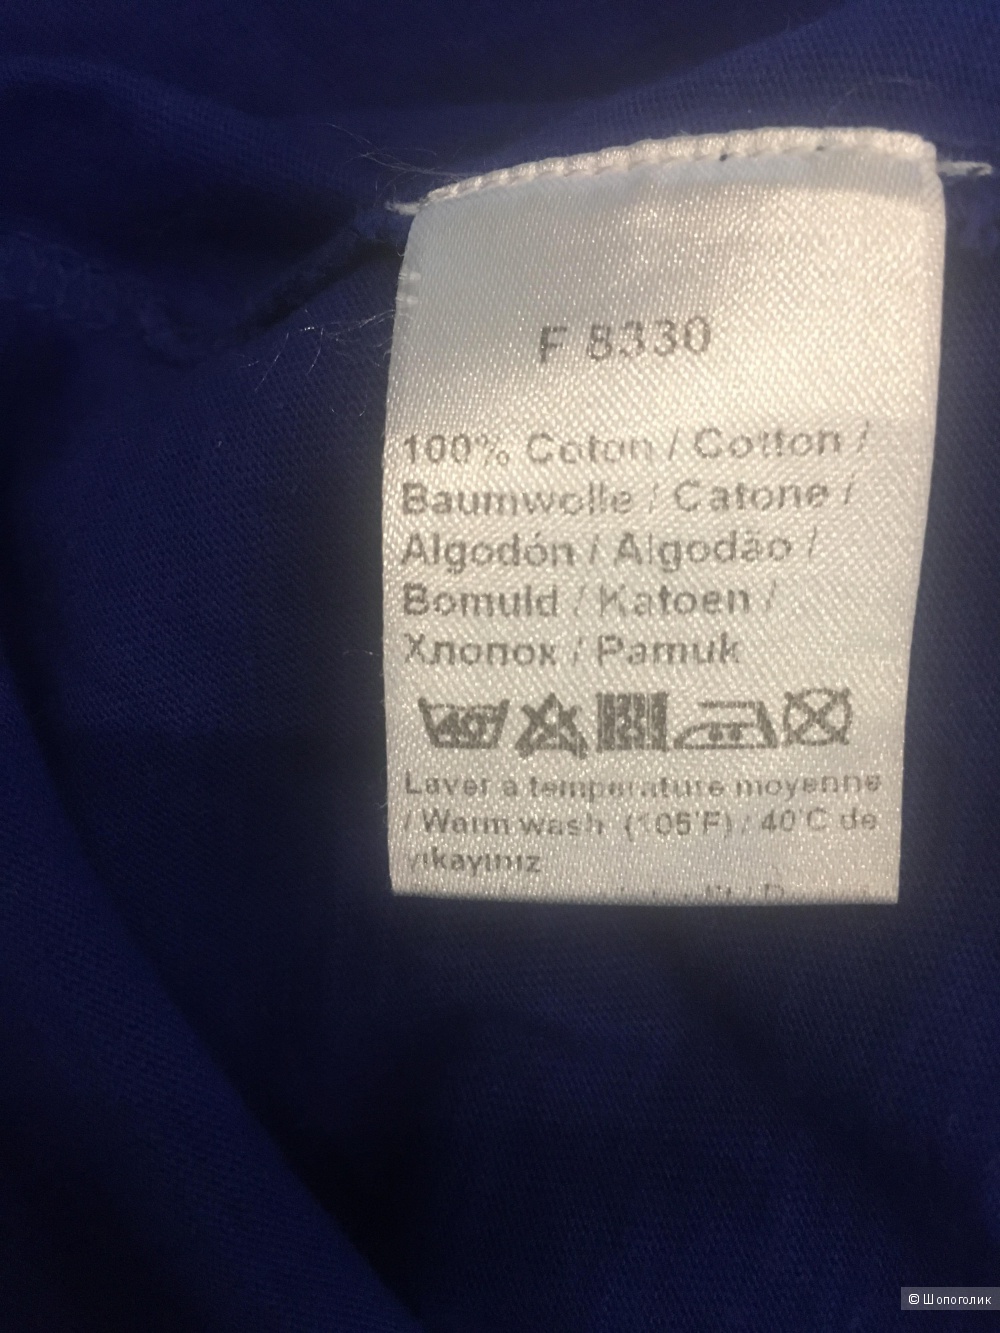 F 8330
100% Coton / Cotton /
Baumwolle / Catone /
Algodón / Algodão /
Bomuld / Katoen /
Хлопок / Pamuk
40°
Laver a temperature moyenne
/ Warm wash (105°F) / 40°C de
yıkayınız
© Шопоголик